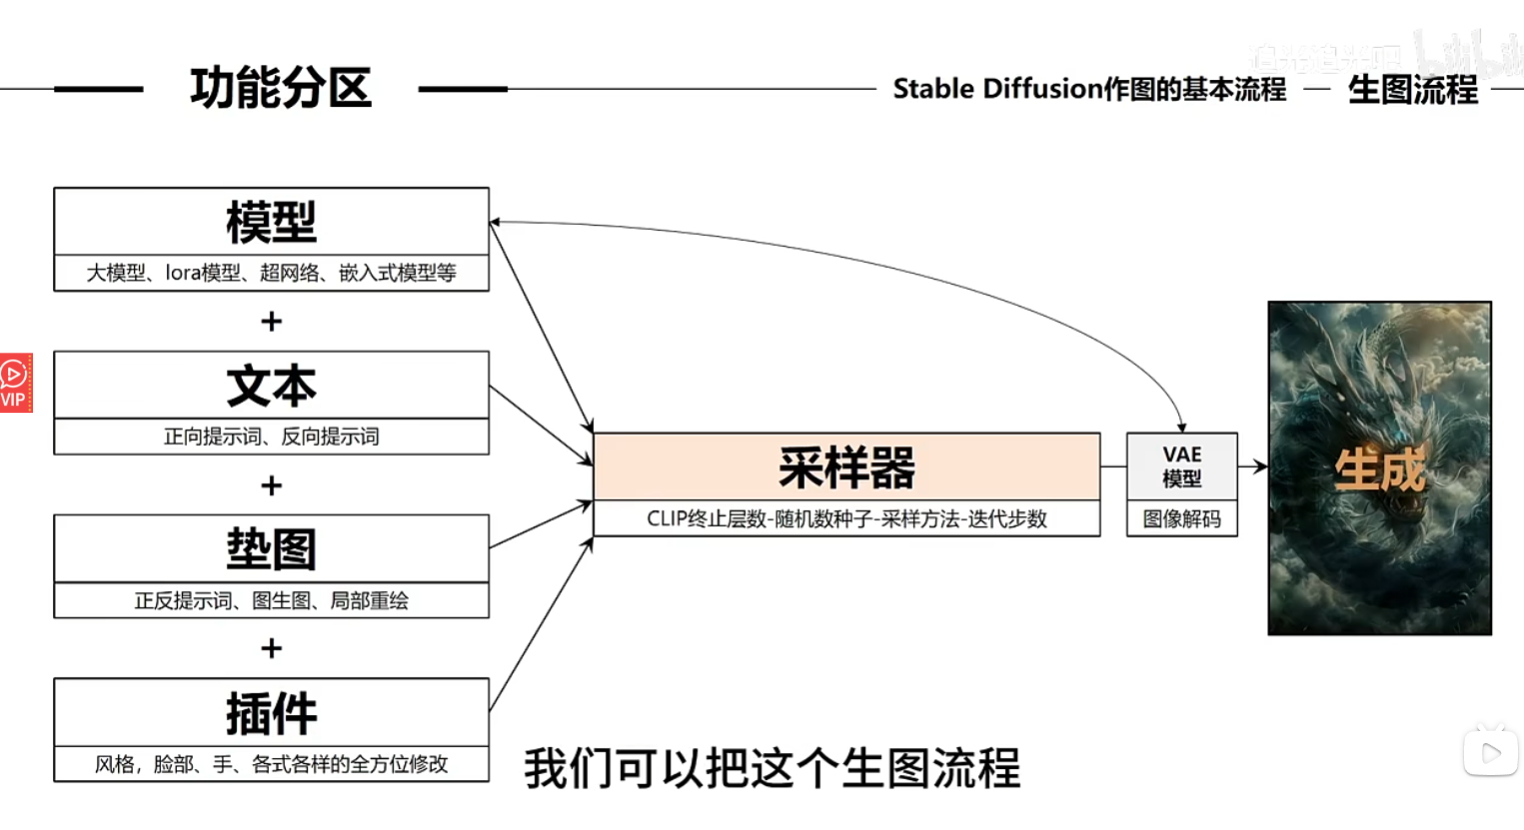 功能分区
Stable Diffusion作图的基本流程
生图流程
模型
大模型、lora模型、超网络、嵌入式模型等
+
文本
正向提示词、反向提示词
+
垫图
正反提示词、图生图、局部重绘
+
插件
风格，脸部、手、各式各样的全方位修改
采样器
CLIP终止层数-随机数种子-采样方法-迭代步数
VAE
模型
图像解码
生成
VIP
我们可以把这个生图流程